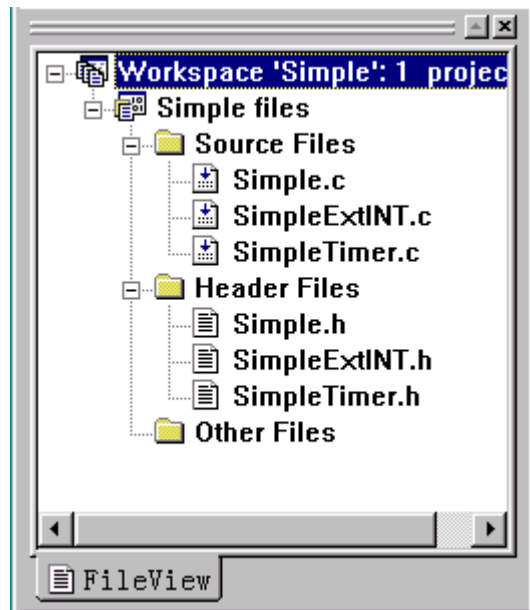 Workspace 'Simple': 1 projec
Simple files
Source Files
Simple.c
SimpleExtINT.c
SimpleTimer.c
Header Files
Simple.h
SimpleExtINT.h
SimpleTimer.h
Other Files
FileView